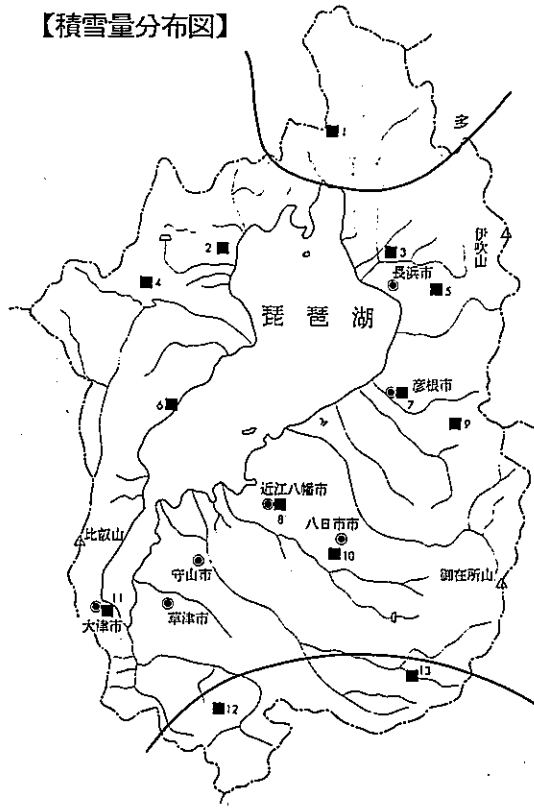 【積雪量分布図】
多
1
伊吹山
2
3
長浜市
4
5
琵琶湖
彦根市
7
6
9
近江八幡市
8
八日市市
10
比叡山
守山市
御在所山
11
大津市
草津市
13
12